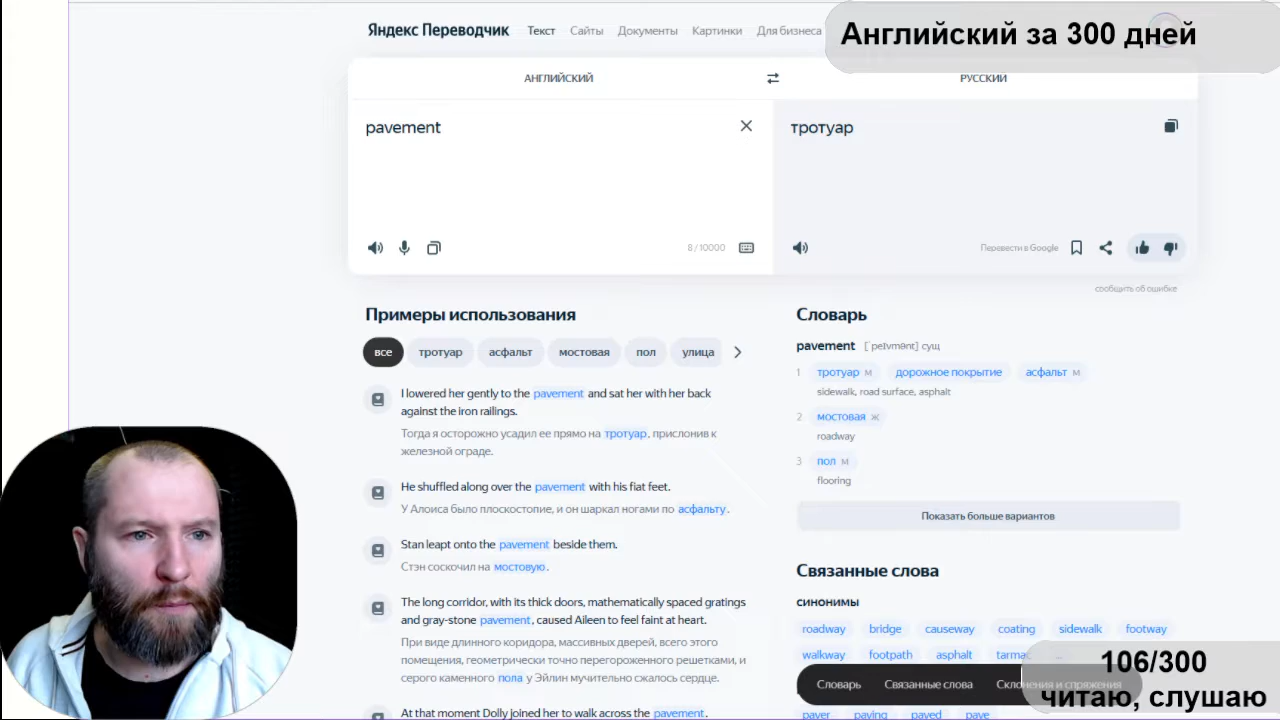 Яндекс Переводчик Текст Сайты Документы Картинки Для бизнеса
Английский за 300 дней
АНГЛИЙСКИЙ РУССКИЙ
pavement
тротуар
8 / 10000
Перевести в Google
сообщить об ошибке
Примеры использования
все тротуар асфальт мостовая пол улица
I lowered her gently to the pavement and sat her with her back
against the iron railings.
Тогда я осторожно усадил ее прямо на тротуар, прислонив к
железной ограде.
He shuffled along over the pavement with his fiat feet.
У Алоиса было плоскостопие, и он шаркал ногами по асфальту.
Stan leapt onto the pavement beside them.
Стэн соскочил на мостовую.
The long corridor, with its thick doors, mathematically spaced gratings
and gray-stone pavement, caused Aileen to feel faint at heart.
При виде длинного коридора, массивных дверей, всего этого
помещения, геометрически точно перегороженного решетками, и
серого каменного пола у Эйлин мучительно сжалось сердце.
At that moment Dolly joined her to walk across the pavement.
Словарь
pavement [ˈpeɪvmənt] сущ
1 тротуар м дорожное покрытие асфальт м
sidewalk, road surface, asphalt
2 мостовая ж
roadway
3 пол м
flooring
Показать больше вариантов
Связанные слова
синонимы
roadway bridge causeway coating sidewalk footway
walkway footpath asphalt tarmac
Словарь Связанные слова Склонения и спряжения
paver paving paved pave
106/300
читаю, слушаю